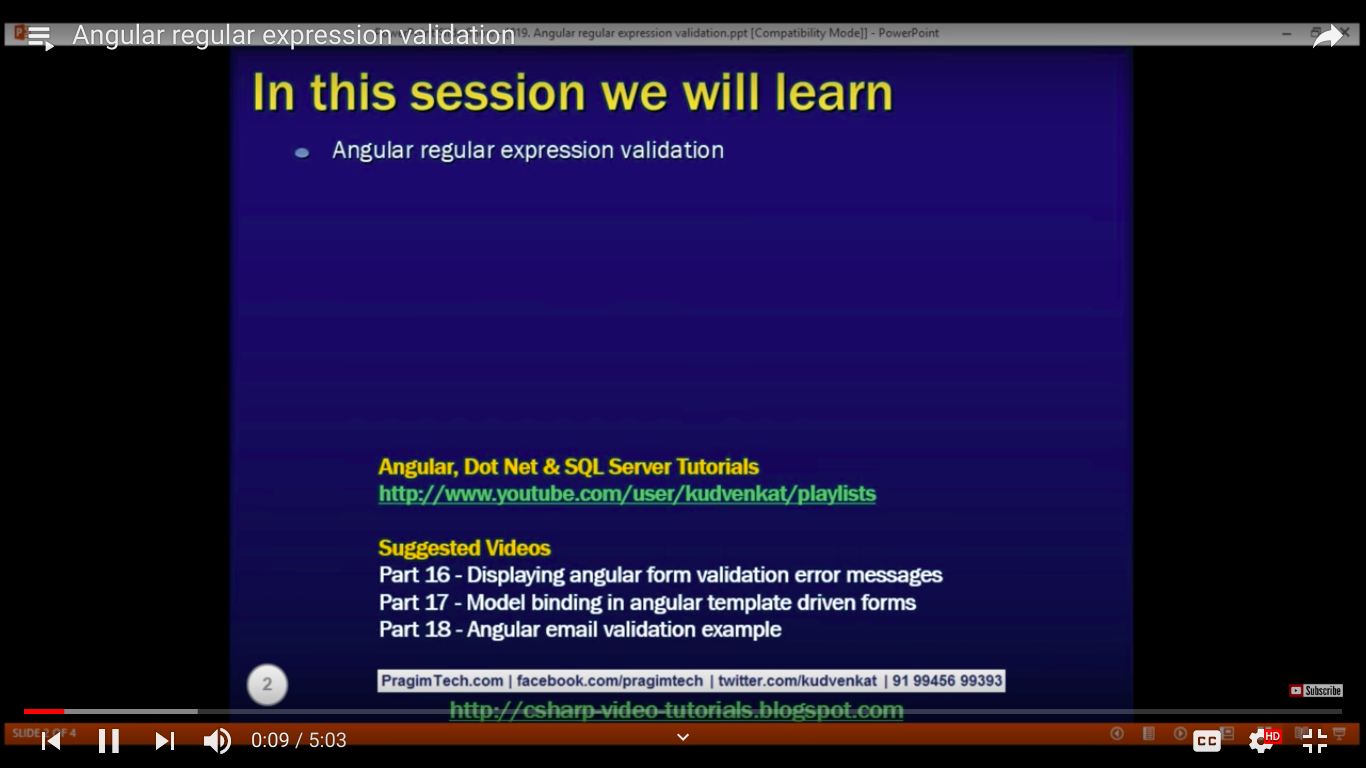 Angular regular expression validation
19. Angular regular expression validation.ppt [Compatibility Mode]] - PowerPoint
In this session we will learn
Angular regular expression validation
Angular, Dot Net & SQL Server Tutorials
http://www.youtube.com/user/kudvenkat/playlists
Suggested Videos
Part 16 - Displaying angular form validation error messages
Part 17 - Model binding in angular template driven forms
Part 18 - Angular email validation example
2
PragimTech.com | facebook.com/pragimtech | twitter.com/kudvenkat | 91 99456 99393
Subscribe
http://csharp-video-tutorials.blogspot.com
SLIDE OF 4
0:09 / 5:03
CC
HD